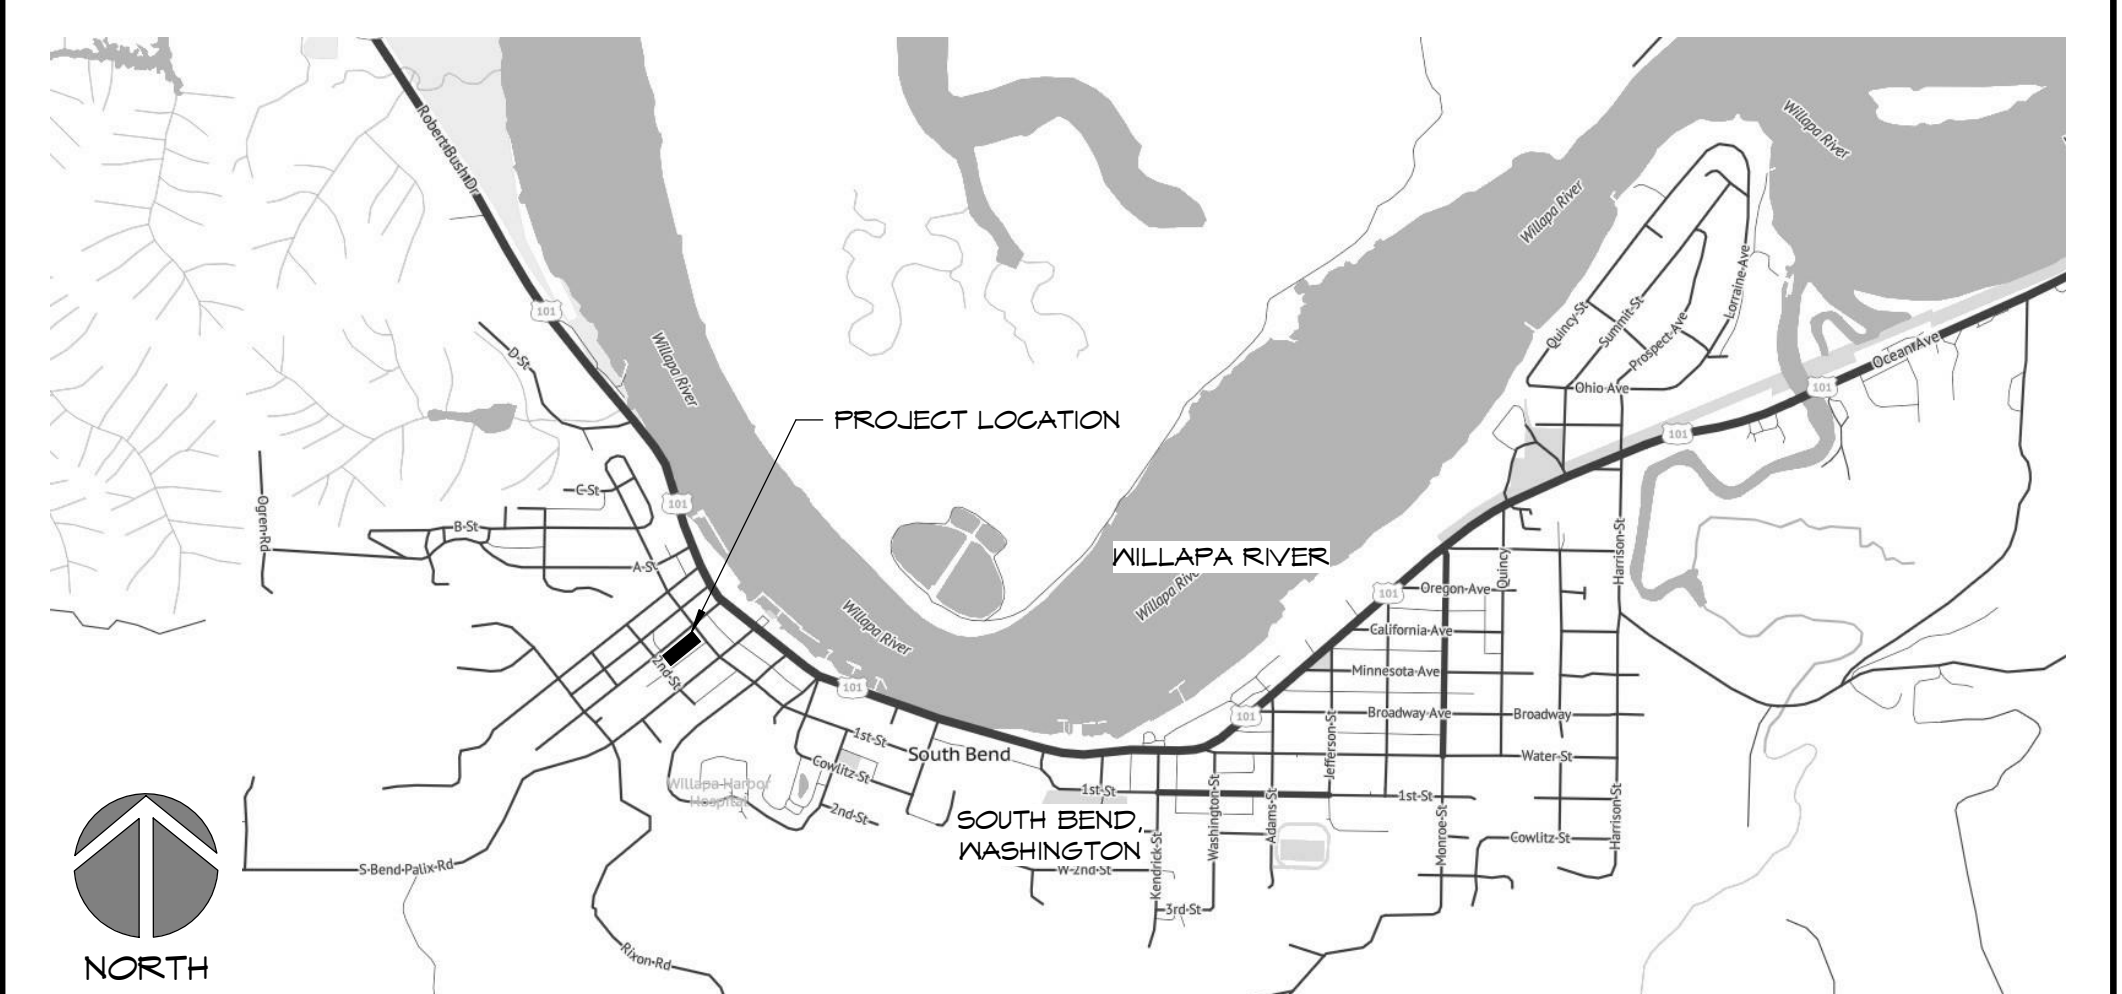 Willapa River
Robert Bush Dr
Willapa River
Lorraine Ave
101
Quincy St
Summit St
Prospect Ave
D St
Willapa River
Ocean Ave
101
Ohio Ave
PROJECT LOCATION
101
C St
101
Ogren Rd
B St
A St
WILLAPA RIVER
Willapa River
Quincy
Harrison St
101
Oregon Ave
Willapa River
California Ave
2nd St
Minnesota Ave
101
101
Broadway Ave
Broadway
1st St
South Bend
Jefferson St
Water St
Cowlitz St
Willapa Harbor
Hospital
1st St
1st St
2nd St
SOUTH BEND,
WASHINGTON
Kendrick St
Washington St
Adams St
Monroe St
Harrison St
Cowlitz St
S Bend Palix Rd
W 2nd St
3rd St
Rixon Rd
NORTH